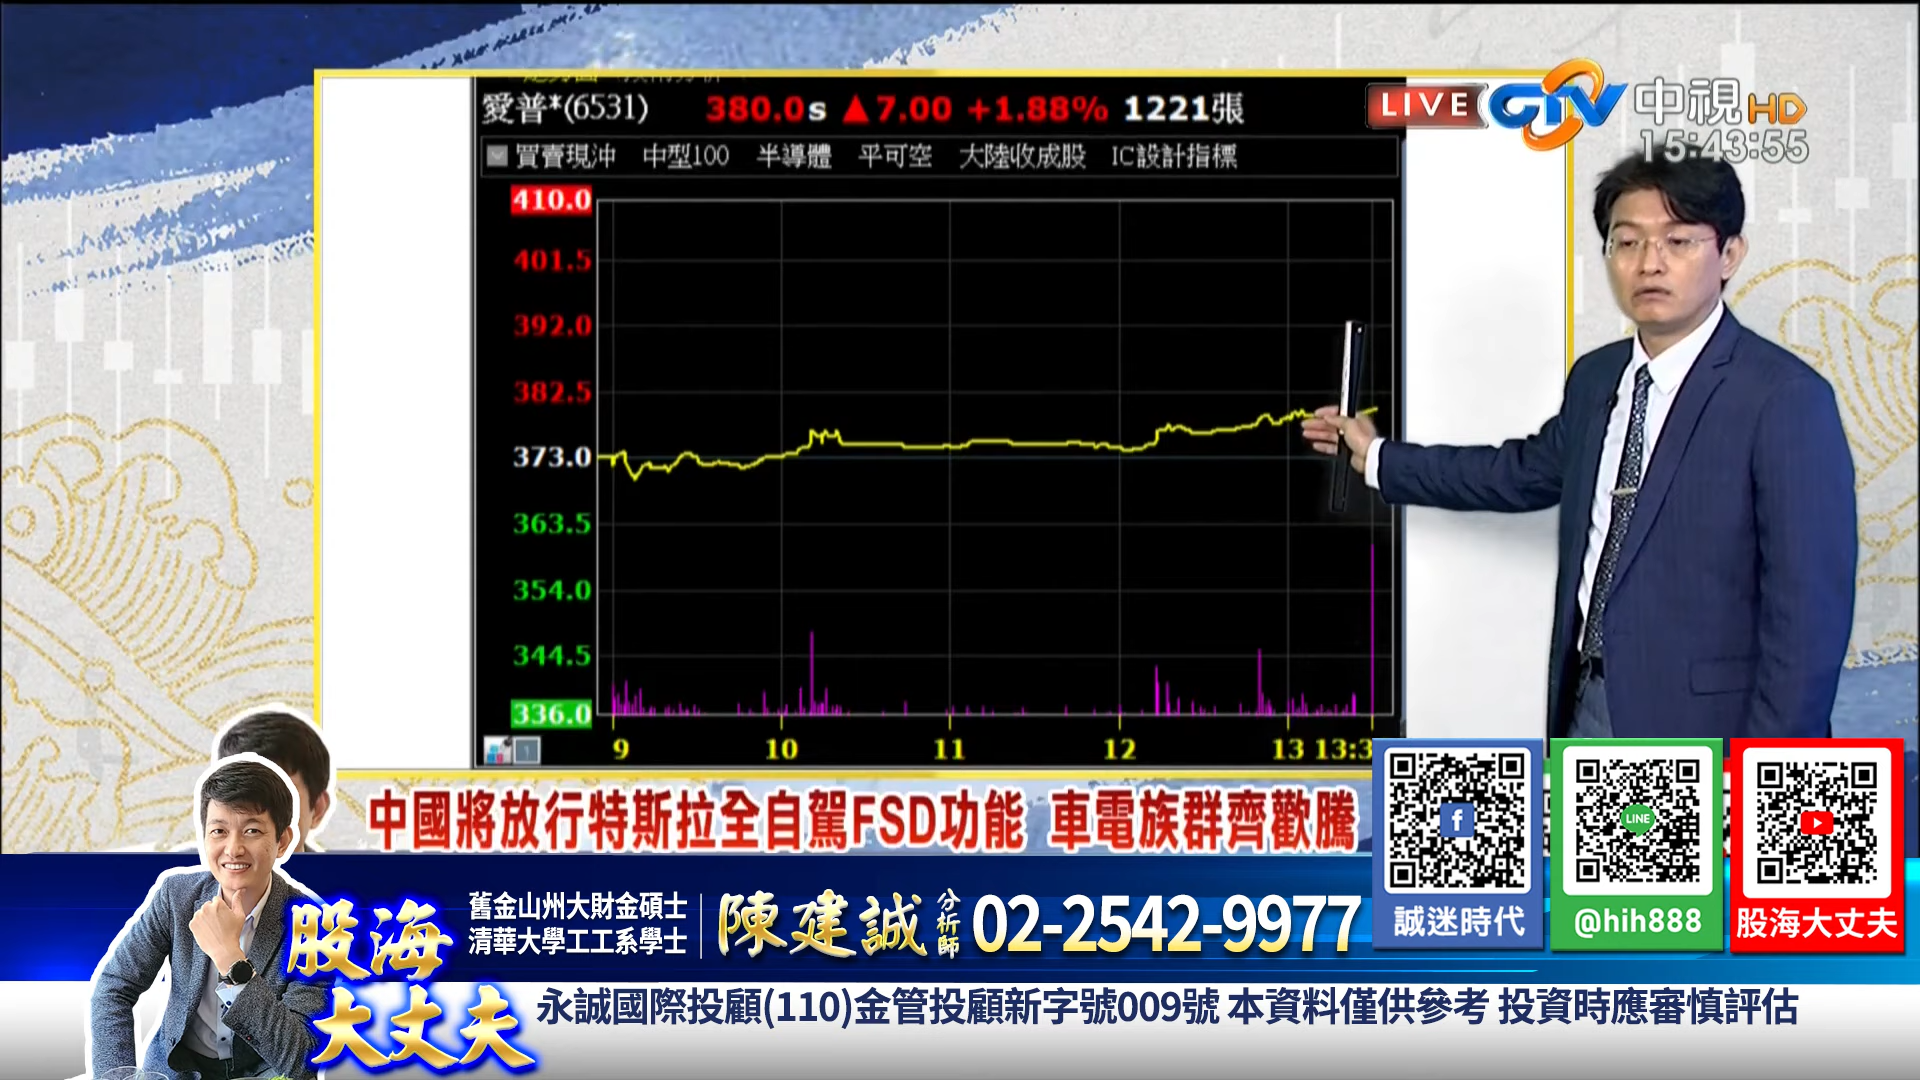 愛普*(6531) 380.0s ▲7.00 +1.88% 1221張
買賣現沖 中型100 半導體 平可空 大陸收成股 IC設計指標
LIVE CTV 中視HD
15:43:55
410.0
401.5
392.0
382.5
373.0
363.5
354.0
344.5
336.0
9 10 11 12 13 13:3
中國將放行特斯拉全自駕FSD功能 車電族群齊歡騰
股海
大丈夫
舊金山州大財金碩士
清華大學工工系學士
陳建誠 分析師 02-2542-9977
誠迷時代
LINE
@hih888
股海大丈夫
永誠國際投顧(110)金管投顧新字號009號 本資料僅供參考 投資時應審慎評估